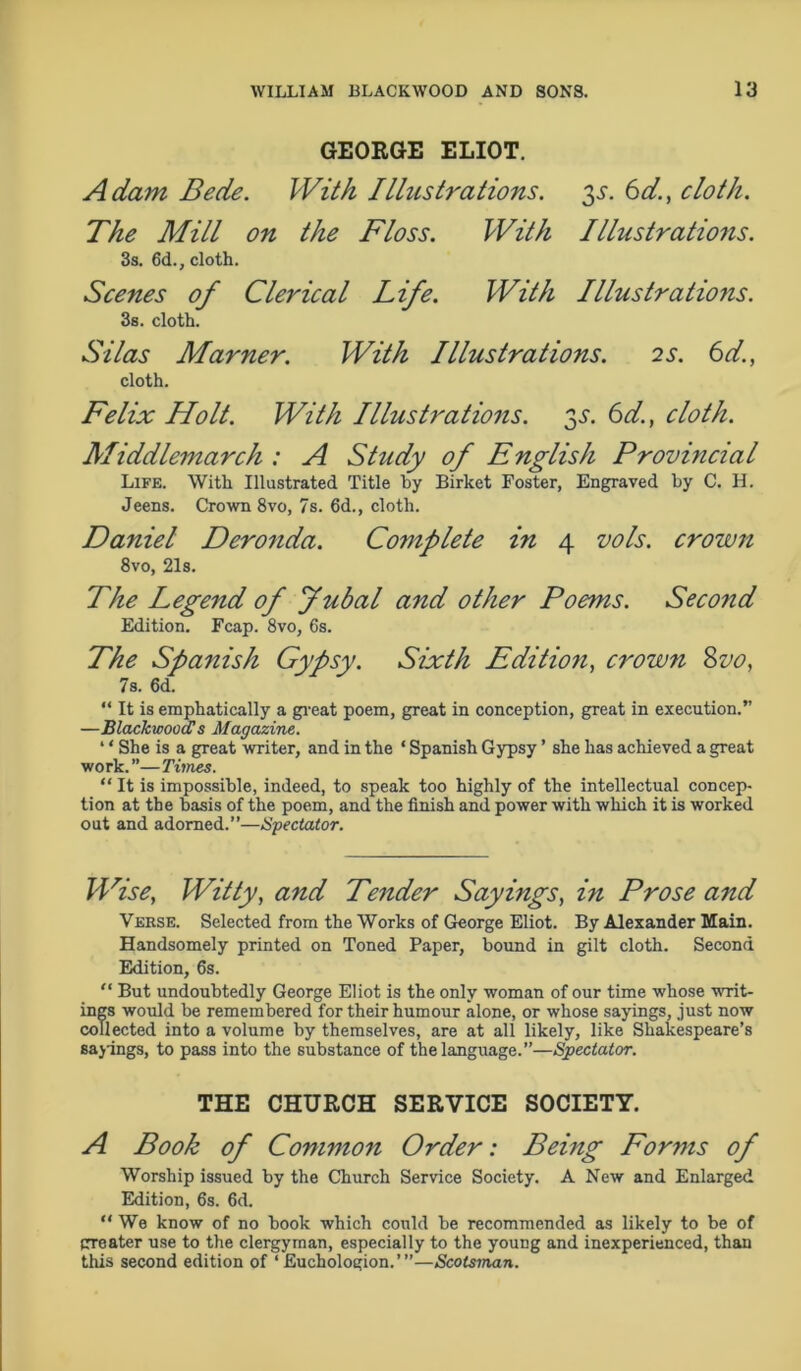 WILLIAM BLACKWOOD AND SONS. 13
GEORGE ELIOT.
Adam Bede. With Illustrations. 3s. 6d., cloth.
The Mill on the Floss. With Illustrations.
3s. 6d., cloth.
Scenes of Clerical Life. With Illustrations.
3s. cloth.
Silas Marner. With Illustrations. 2s. 6d.,
cloth.
Felix Holt. With Illustrations. 3s. 6d., cloth.
Middlemarch: A Study of English Provincial
Life. With Illustrated Title by Birket Foster, Engraved by C. H.
Jeens. Crown 8vo, 7s. 6d., cloth.
Daniel Deronda. Complete in 4 vols. crown
8vo, 21s.
The Legend of Jubal and other Poems. Second
Edition. Fcap. 8vo, 6s.
The Spanish Gypsy. Sixth Edition, crown 8vo,
7s. 6d.
“ It is emphatically a great poem, great in conception, great in execution.”
—Blackwood's Magazine.
“ She is a great writer, and in the ‘ Spanish Gypsy ’ she has achieved a great
work.”—Times.
“ It is impossible, indeed, to speak too highly of the intellectual concep-
tion at the basis of the poem, and the finish and power with which it is worked
out and adorned.”—Spectator.
Wise, Witty, and Tender Sayings, in Prose and
Verse. Selected from the Works of George Eliot. By Alexander Main.
Handsomely printed on Toned Paper, bound in gilt cloth. Second
Edition, 6s.
“ But undoubtedly George Eliot is the only woman of our time whose writ-
ings would be remembered for their humour alone, or whose sayings, just now
collected into a volume by themselves, are at all likely, like Shakespeare’s
sayings, to pass into the substance of the language.”—Spectator.
THE CHURCH SERVICE SOCIETY.
A Book of Common Order: Being Forms of
Worship issued by the Church Service Society. A New and Enlarged
Edition, 6s. 6d.
“ We know of no book which could be recommended as likely to be of
greater use to the clergyman, especially to the young and inexperienced, than
this second edition of ‘ Euchologion.’”—Scotsman.